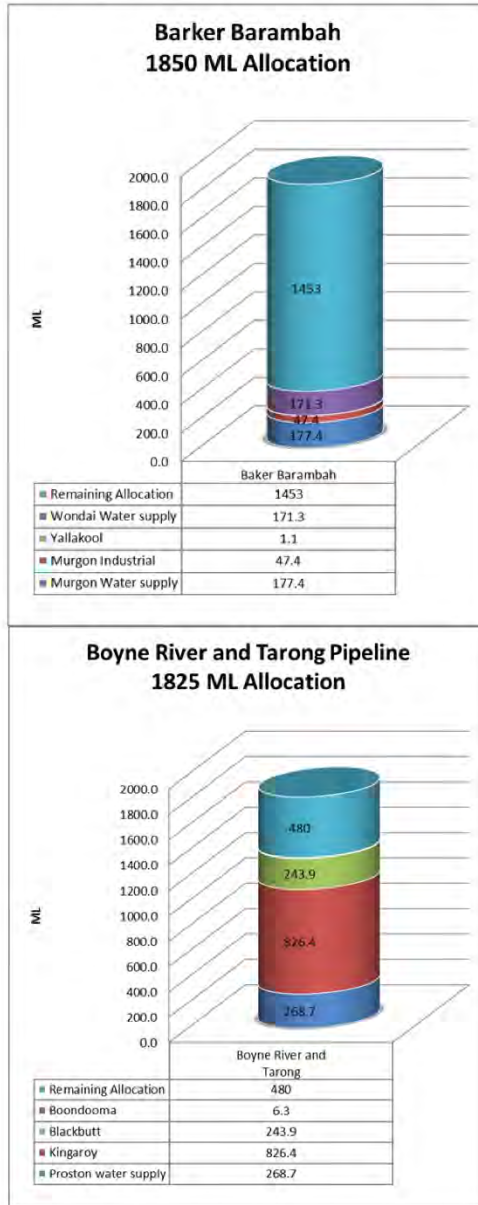 Barker Barambah
1850 ML Allocation
2000.0
1800.0
1600.0
1400.0
1200.0
1000.0
800.0
600.0
400.0
200.0
0.0
ML
1453
171.3
47.4
177.4
Baker Barambah
Remaining Allocation 1453
Wondai Water supply 171.3
Yallakool 1.1
Murgon Industrial 47.4
Murgon Water supply 177.4
Boyne River and Tarong Pipeline
1825 ML Allocation
2000.0
1800.0
1600.0
1400.0
1200.0
1000.0
800.0
600.0
400.0
200.0
0.0
ML
480
243.9
826.4
268.7
Boyne River and
Tarong
Remaining Allocation 480
Boondooma 6.3
Blackbutt 243.9
Kingaroy 826.4
Proston water supply 268.7